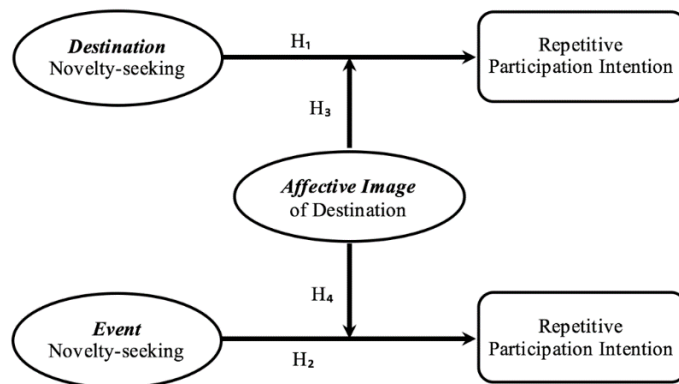 Destination
Novelty-seeking
H₁
Repetitive
Participation Intention
H₃
Affective Image
of Destination
H₄
Event
Novelty-seeking
H₂
Repetitive
Participation Intention